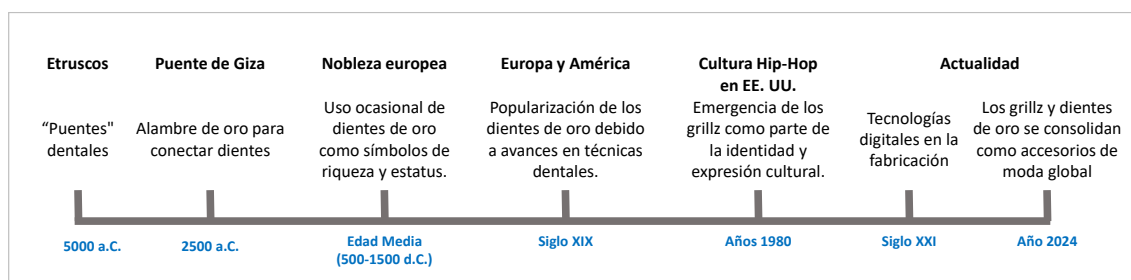 Etruscos
"Puentes"
dentales
5000 a.C.
Puente de Giza
Alambre de oro para
conectar dientes
2500 a.C.
Nobleza europea
Uso ocasional de
dientes de oro
como símbolos de
riqueza y estatus.
Edad Media
(500-1500 d.C.)
Europa y América
Popularización de los
dientes de oro debido
a avances en técnicas
dentales.
Siglo XIX
Cultura Hip-Hop
en EE. UU.
Emergencia de los
grillz como parte de
la identidad y
expresión cultural.
Años 1980
Actualidad
Tecnologías
digitales en la
fabricación
Siglo XXI
Los grillz y dientes
de oro se consolidan
como accesorios de
moda global
Año 2024